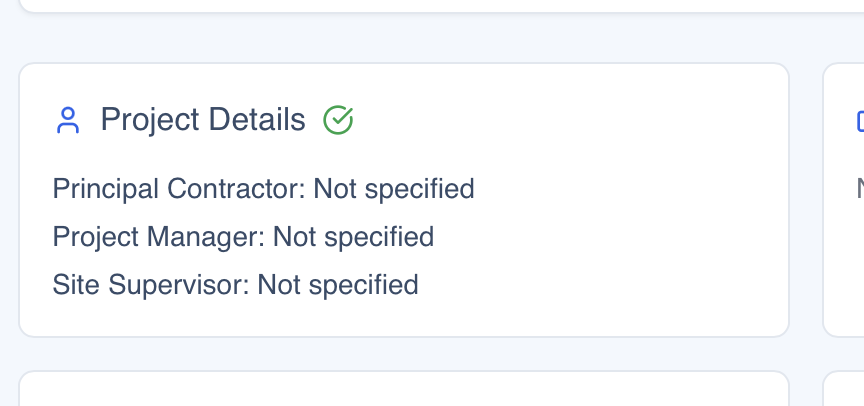 Project Details
Principal Contractor: Not specified
Project Manager: Not specified
Site Supervisor: Not specified